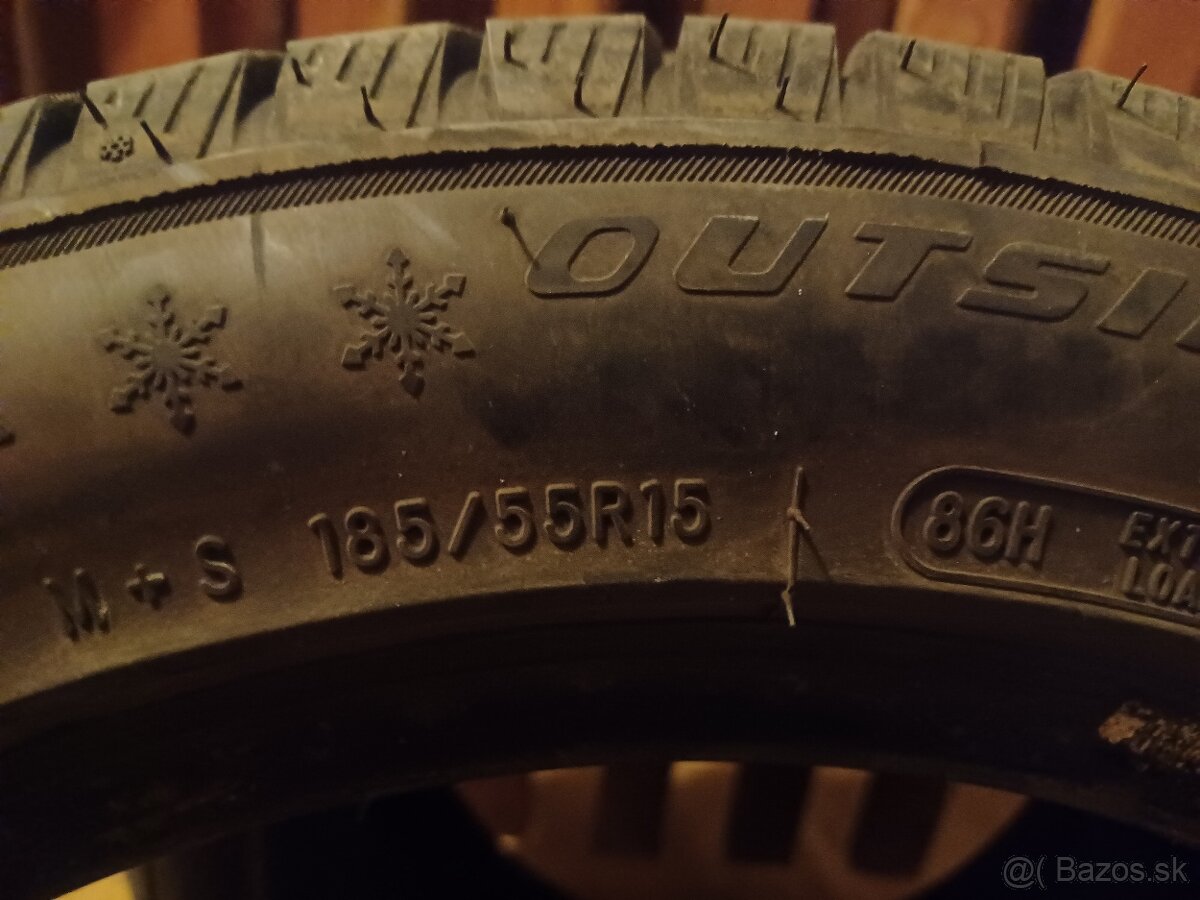 OUTSI
M + S 185/55R15
86H
EXT
LOA
@( Bazos.sk